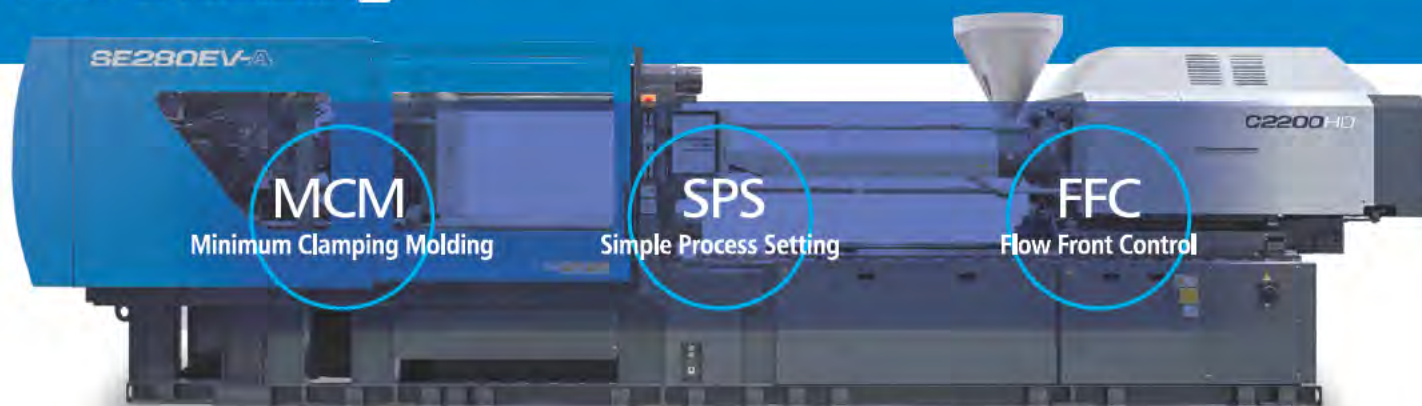 SE280EV-A
C2200HD
MCM
Minimum Clamping Molding
SPS
Simple Process Setting
FFC
Flow Front Control